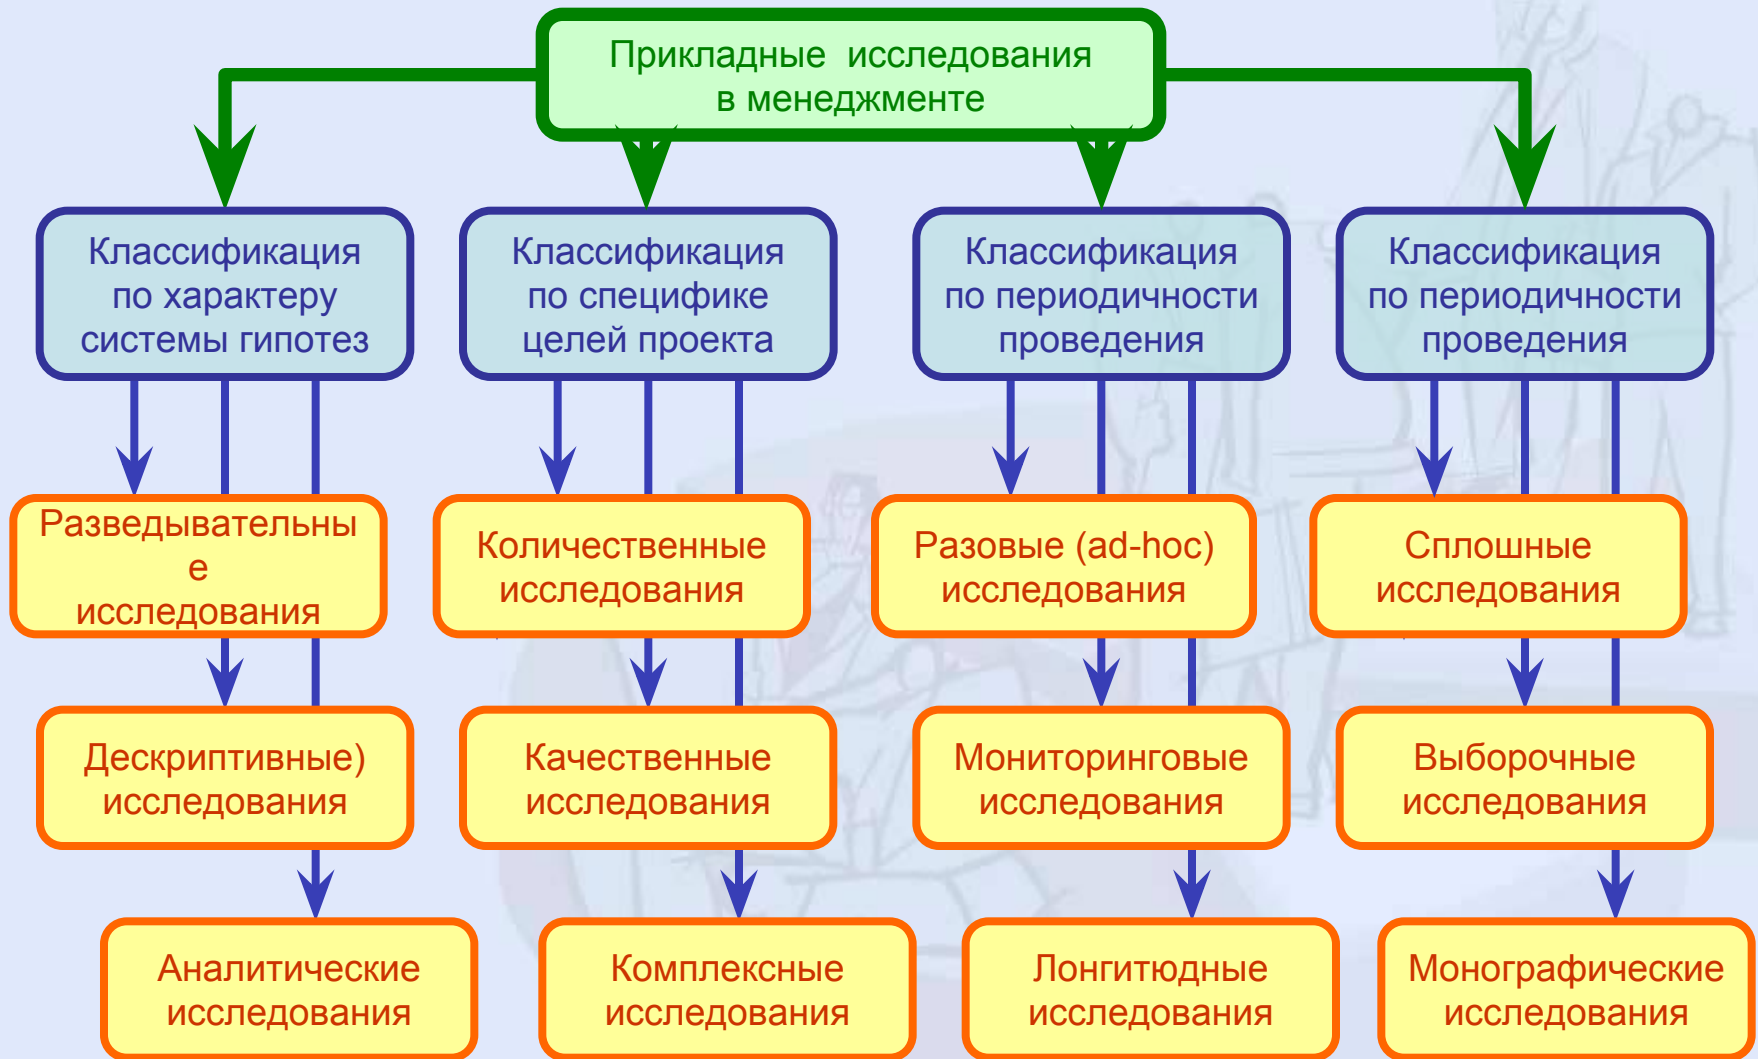 Прикладные исследования
в менеджменте
Классификация
по характеру
системы гипотез
Классификация
по специфике
целей проекта
Классификация
по периодичности
проведения
Классификация
по периодичности
проведения
Разведывательны
е
исследования
Количественные
исследования
Разовые (ad-hoc)
исследования
Сплошные
исследования
Дескриптивные)
исследования
Качественные
исследования
Мониторинговые
исследования
Выборочные
исследования
Аналитические
исследования
Комплексные
исследования
Лонгитюдные
исследования
Монографические
исследования